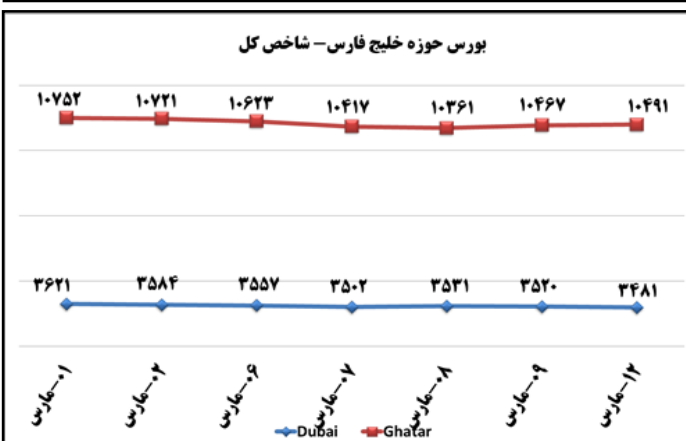 بورس حوزه خلیج فارس– شاخص کل
۱۰۷۵۲ ۱۰۷۲۱ ۱۰۶۲۳ ۱۰۴۱۷ ۱۰۳۶۱ ۱۰۴۶۷ ۱۰۴۹۱
۳۶۲۱ ۳۵۸۴ ۳۵۵۷ ۳۵۰۲ ۳۵۳۱ ۳۵۲۰ ۳۴۸۱
۰۱-مارس ۰۲-مارس ۰۶-مارس ۰۷-مارس ۰۸-مارس ۰۹-مارس ۱۲-مارس
Dubai Ghatar